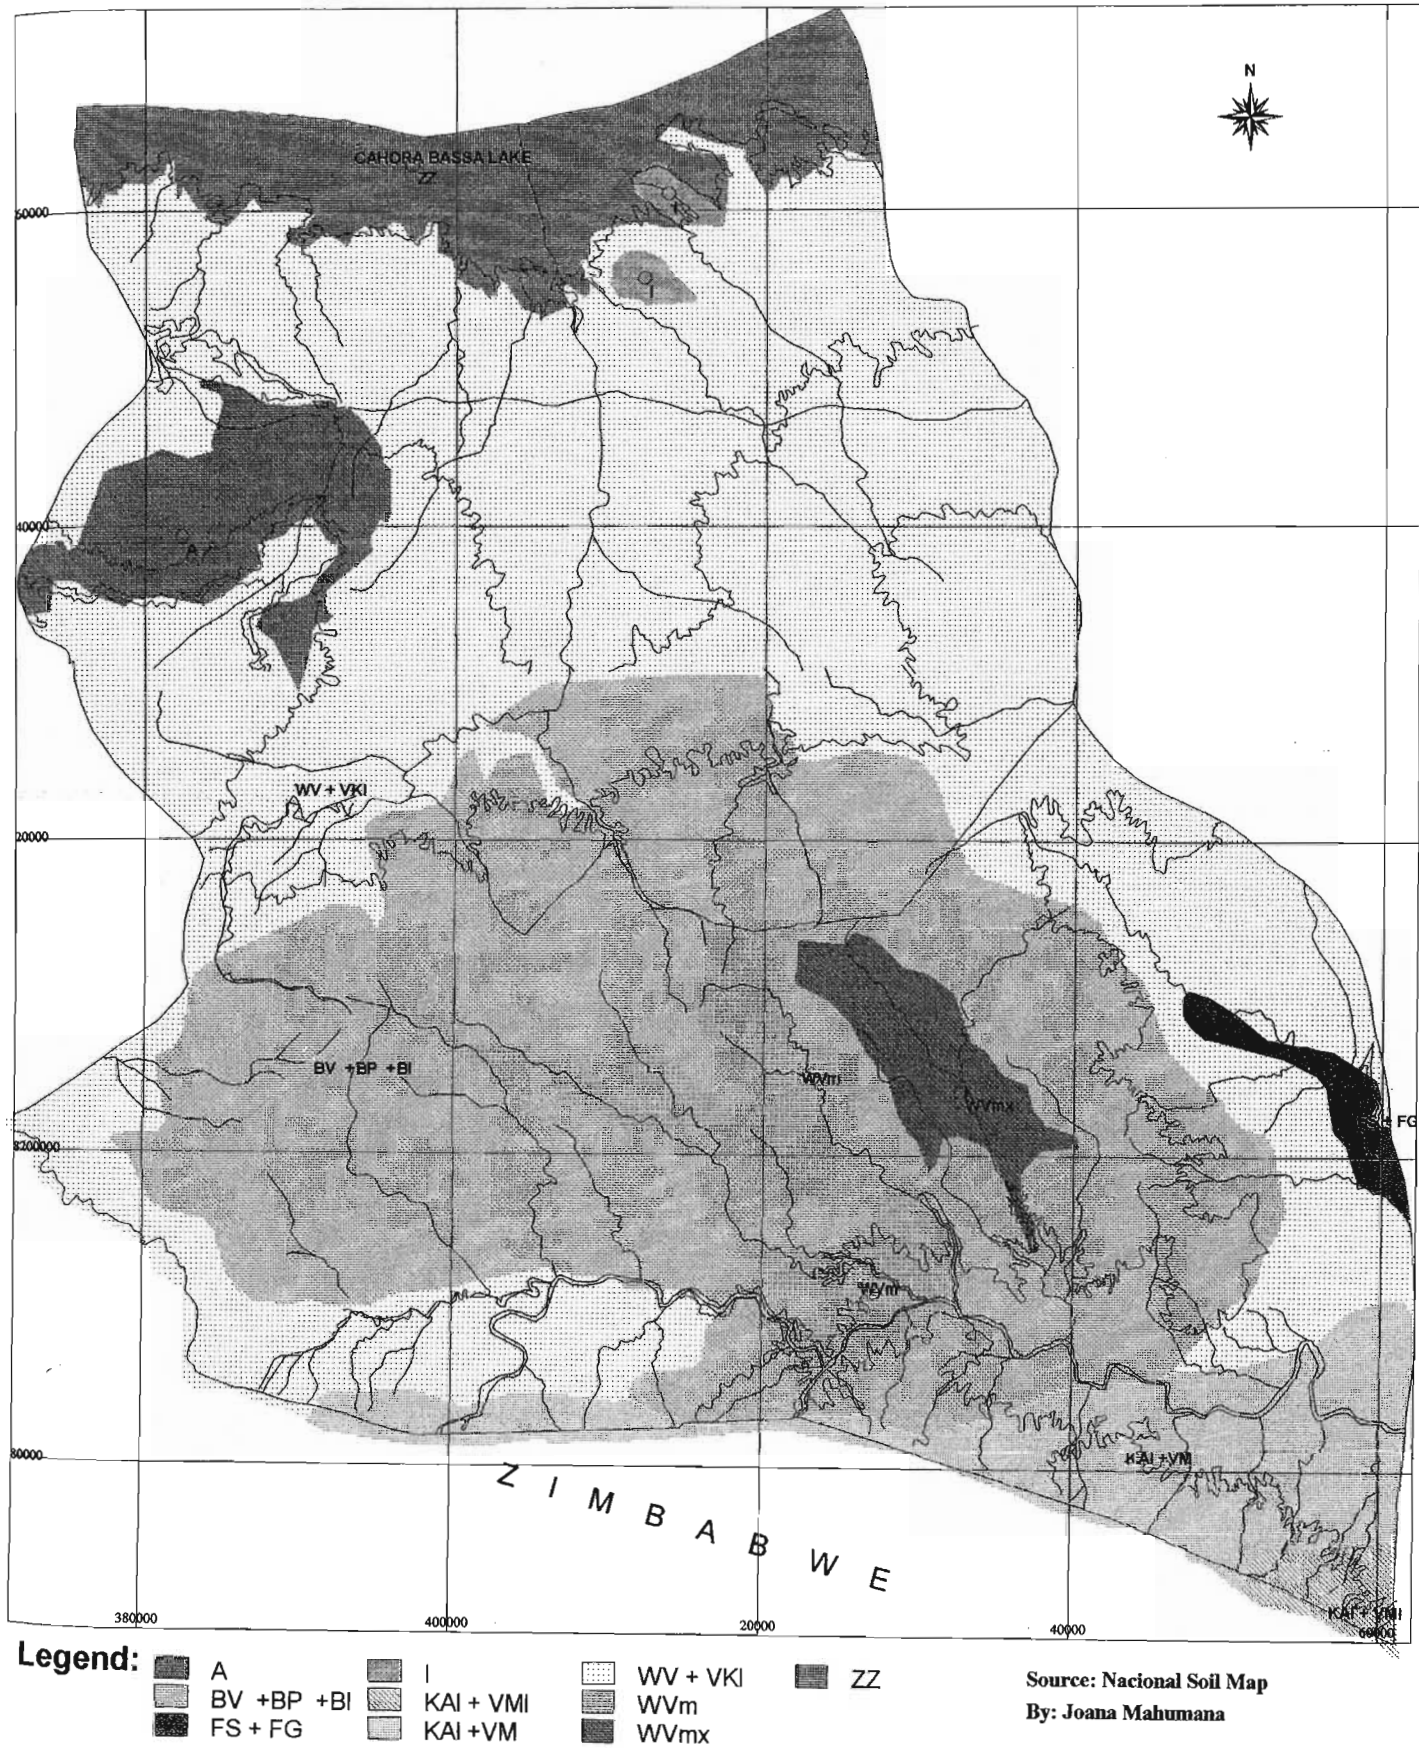 N
CAHORA BASSA LAKE
ZZ
60000
I
I
40000
A
WV + VKI
20000
BV +BP +BI
WVm
WVmx
+ FG
8200000
WVm
80000
KAI +VM
ZIMBABWE
KAI + VMI
380000
400000
20000
40000
60000
Legend:
A
BV +BP +BI
FS + FG
I
KAI + VMI
KAI +VM
WV + VKI
WVm
WVmx
ZZ
Source: Nacional Soil Map
By: Joana Mahumana